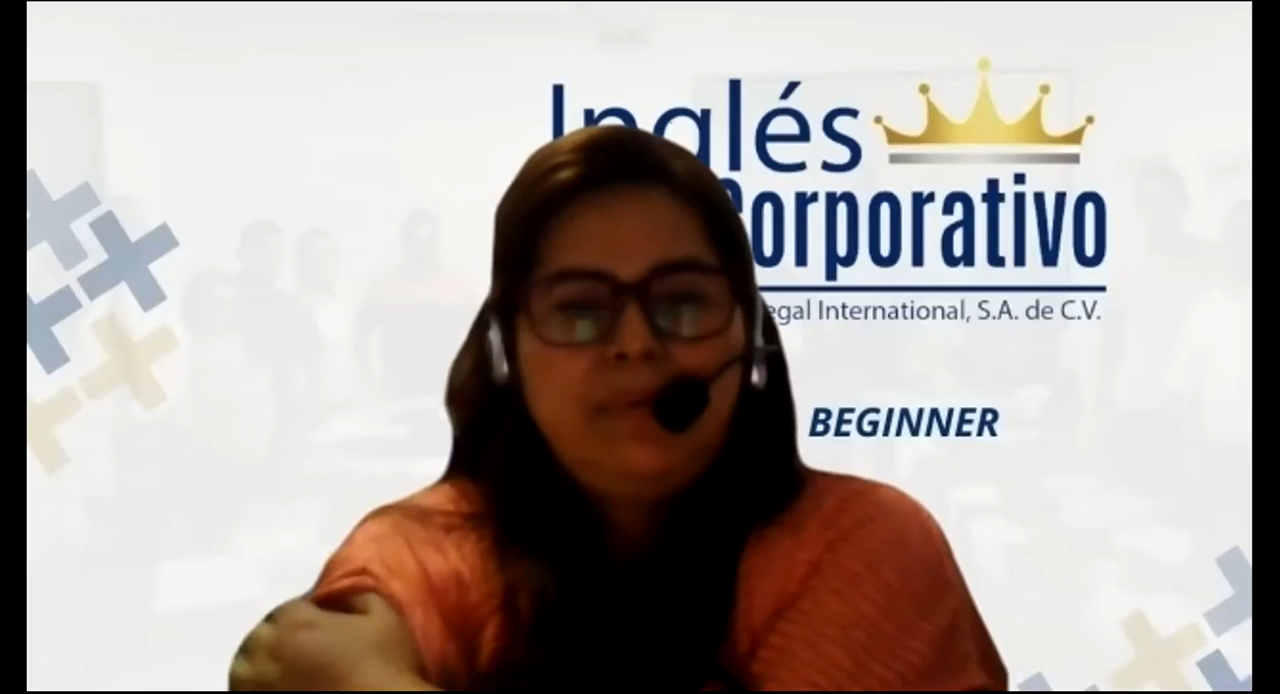 Inglés
Corporativo
egal International, S.A. de C.V.
BEGINNER